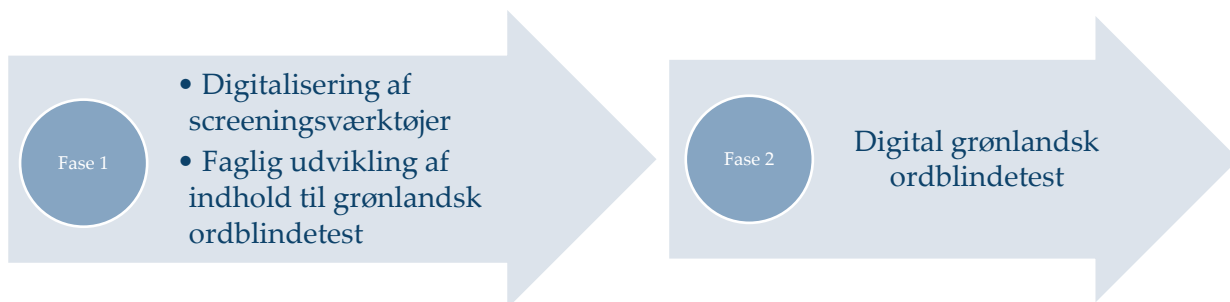 Fase 1
• Digitalisering af
screeningsværktøjer
• Faglig udvikling af
indhold til grønlandsk
ordblindetest
Fase 2
Digital grønlandsk
ordblindetest